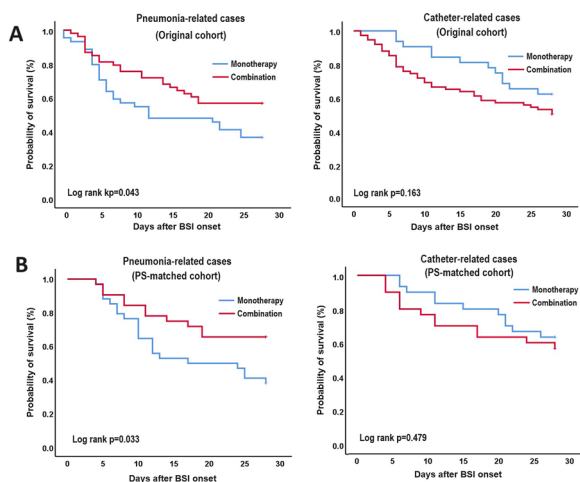 A
Pneumonia-related cases
(Original cohort)
Probability of survival (%)
1.0
0.8
0.6
0.4
0.2
0.0
Monotherapy
Combination
Log rank kp=0.043
0 5 10 15 20 25 30
Days after BSI onset
Catheter-related cases
(Original cohort)
Probability of survival (%)
1.0
0.8
0.6
0.4
0.2
0.0
Monotherapy
Combination
Log rank p=0.163
0 5 10 15 20 25 30
Days after BSI onset
B
Pneumonia-related cases
(PS-matched cohort)
Probability of survival (%)
1.0
0.8
0.6
0.4
0.2
0.0
Monotherapy
Combination
Log rank p=0.033
0 5 10 15 20 25 30
Days after BSI onset
Catheter-related cases
(PS-matched cohort)
Probability of survival (%)
1.0
0.8
0.6
0.4
0.2
0.0
Monotherapy
Combination
Log rank p=0.479
0 5 10 15 20 25 30
Days after BSI onset